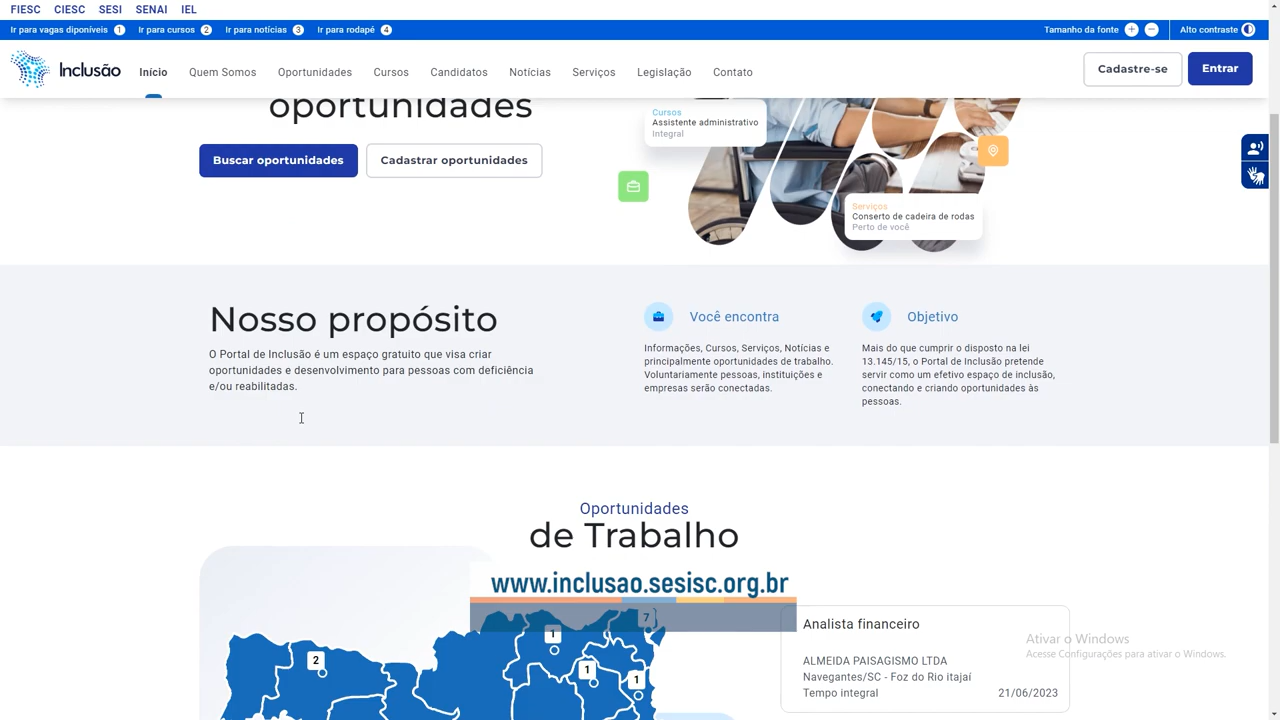 FIESC CIESC SESI SENAI IEL
Ir para vagas diponíveis 1 Ir para cursos 2 Ir para notícias 3 Ir para rodapé 4 Tamanho da fonte + − Alto contraste
Inclusão Início Quem Somos Oportunidades Cursos Candidatos Notícias Serviços Legislação Contato Cadastre-se Entrar
oportunidades
Buscar oportunidades Cadastrar oportunidades
Cursos
Assistente administrativo
Integral
Serviços
Conserto de cadeira de rodas
Perto de você
Nosso propósito
O Portal de Inclusão é um espaço gratuito que visa criar
oportunidades e desenvolvimento para pessoas com deficiência
e/ou reabilitadas.
Você encontra
Informações, Cursos, Serviços, Notícias e
principalmente oportunidades de trabalho.
Voluntariamente pessoas, instituições e
empresas serão conectadas.
Objetivo
Mais do que cumprir o disposto na lei
13.145/15, o Portal de Inclusão pretende
servir como um efetivo espaço de inclusão,
conectando e criando oportunidades às
pessoas.
Oportunidades
de Trabalho
www.inclusao.sesisc.org.br
7
1
2
1
1
Analista financeiro
ALMEIDA PAISAGISMO LTDA
Navegantes/SC - Foz do Rio itajaí
Tempo integral 21/06/2023
Ativar o Windows
Acesse Configurações para ativar o Windows.